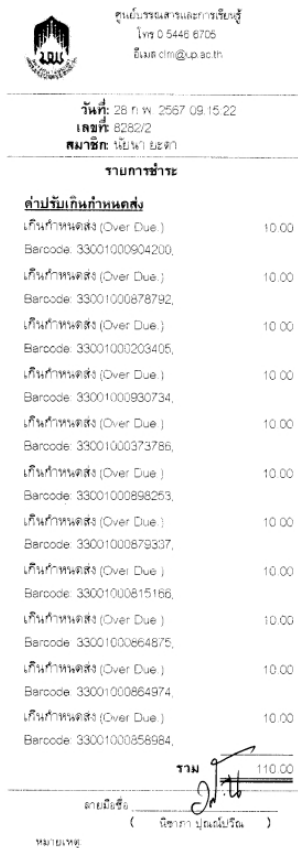 ศูนย์บรรณสารและการเรียนรู้
โทร 0 5446 6705
อีเมล clm@up.ac.th
วันที่: 28 ก.พ. 2567 09:15:22
เลขที่: 8282/2
สมาชิก: นัยนา ยะตา
รายการชำระ
ค่าปรับเกินกำหนดส่ง
เกินกำหนดส่ง (Over Due.) 10.00
Barcode: 33001000904200,
เกินกำหนดส่ง (Over Due.) 10.00
Barcode: 33001000878792,
เกินกำหนดส่ง (Over Due.) 10.00
Barcode: 33001000203405,
เกินกำหนดส่ง (Over Due.) 10.00
Barcode: 33001000930734,
เกินกำหนดส่ง (Over Due.) 10.00
Barcode: 33001000373786,
เกินกำหนดส่ง (Over Due.) 10.00
Barcode: 33001000898253,
เกินกำหนดส่ง (Over Due.) 10.00
Barcode: 33001000879337,
เกินกำหนดส่ง (Over Due.) 10.00
Barcode: 33001000815166,
เกินกำหนดส่ง (Over Due.) 10.00
Barcode: 33001000864875,
เกินกำหนดส่ง (Over Due.) 10.00
Barcode: 33001000864974,
เกินกำหนดส่ง (Over Due.) 10.00
Barcode: 33001000858984,
รวม 110.00
ลายมือชื่อ
( นิชาภา ปุณณ์ปวีณ )
หมายเหตุ